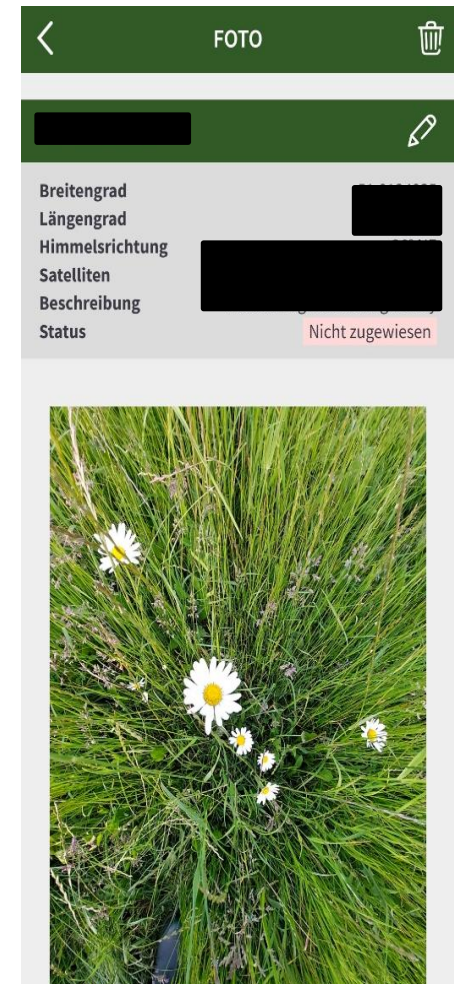 FOTO
Breitengrad
Längengrad
Himmelsrichtung
Satelliten
Beschreibung
Status Nicht zugewiesen